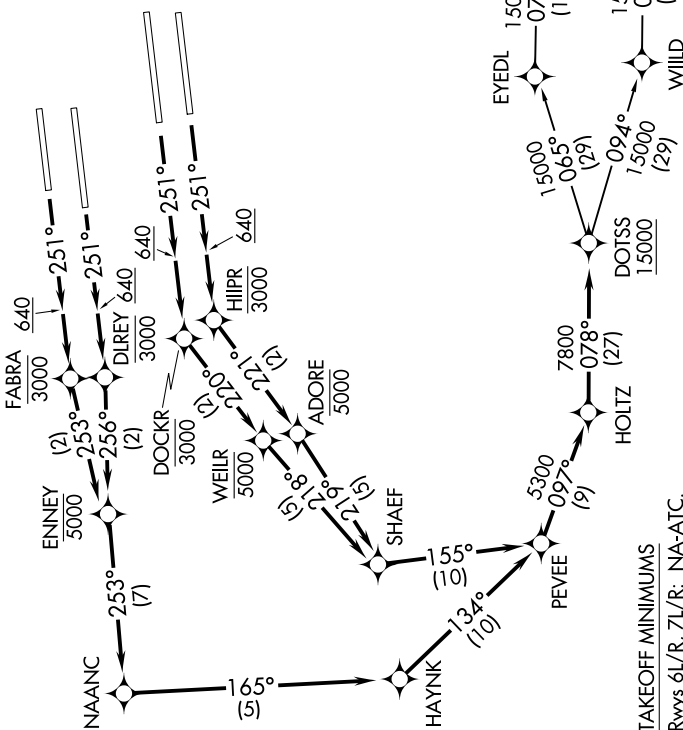 FABRA
3000
640
251°
251°
640
DLREY
3000
(2)
253°
256°
(2)
ENNEY
5000
253°
(7)
NAANC
165°
(5)
HAYNK
134°
(10)
251°
251°
640
640
DOCKR
3000
HIIPR
3000
220°
(2)
221°
(2)
WEILR
5000
ADORE
5000
218°
(5)
219°
(5)
SHAEF
155°
(10)
PEVEE
5300
097°
(9)
HOLTZ
7800
078°
(27)
DOTSS
15000
15000
065°
(29)
094°
15000
(29)
EYEDL
WIILD
TAKEOFF MINIMUMS
Rwys 6L/R, 7L/R: NA-ATC.